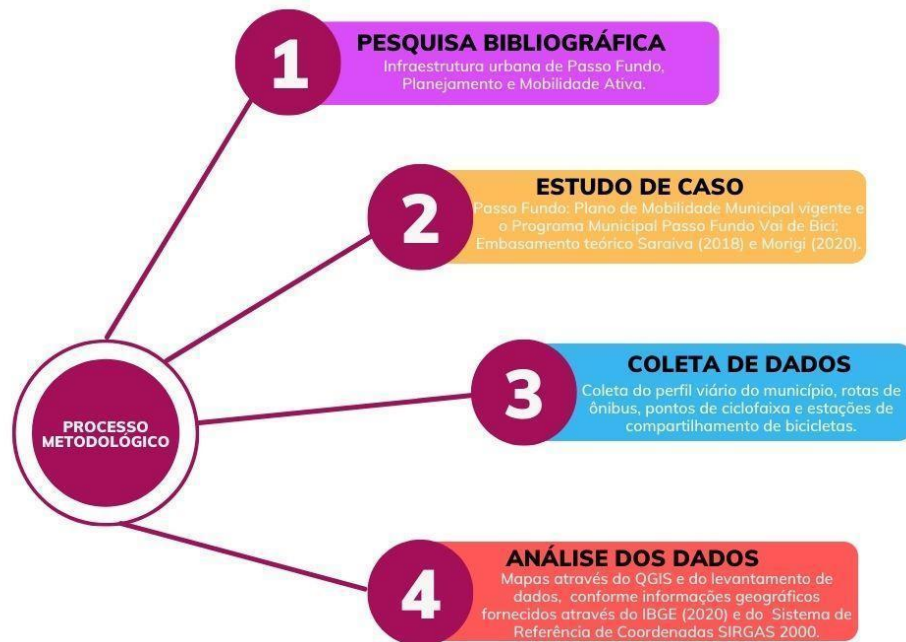 1
PESQUISA BIBLIOGRÁFICA
Infraestrutura urbana de Passo Fundo,
Planejamento e Mobilidade Ativa.
2
ESTUDO DE CASO
Passo Fundo: Plano de Mobilidade Municipal vigente e
o Programa Municipal Passo Fundo Vai de Bici;
Embasamento teórico Saraiva (2018) e Morigi (2020).
3
COLETA DE DADOS
Coleta do perfil viário do município, rotas de
ônibus, pontos de ciclofaixa e estações de
compartilhamento de bicicletas.
PROCESSO
METODOLÓGICO
4
ANÁLISE DOS DADOS
Mapas através do QGIS e do levantamento de
dados, conforme informações geográficos
fornecidos através do IBGE (2020) e do Sistema de
Referência de Coordenadas SIRGAS 2000.